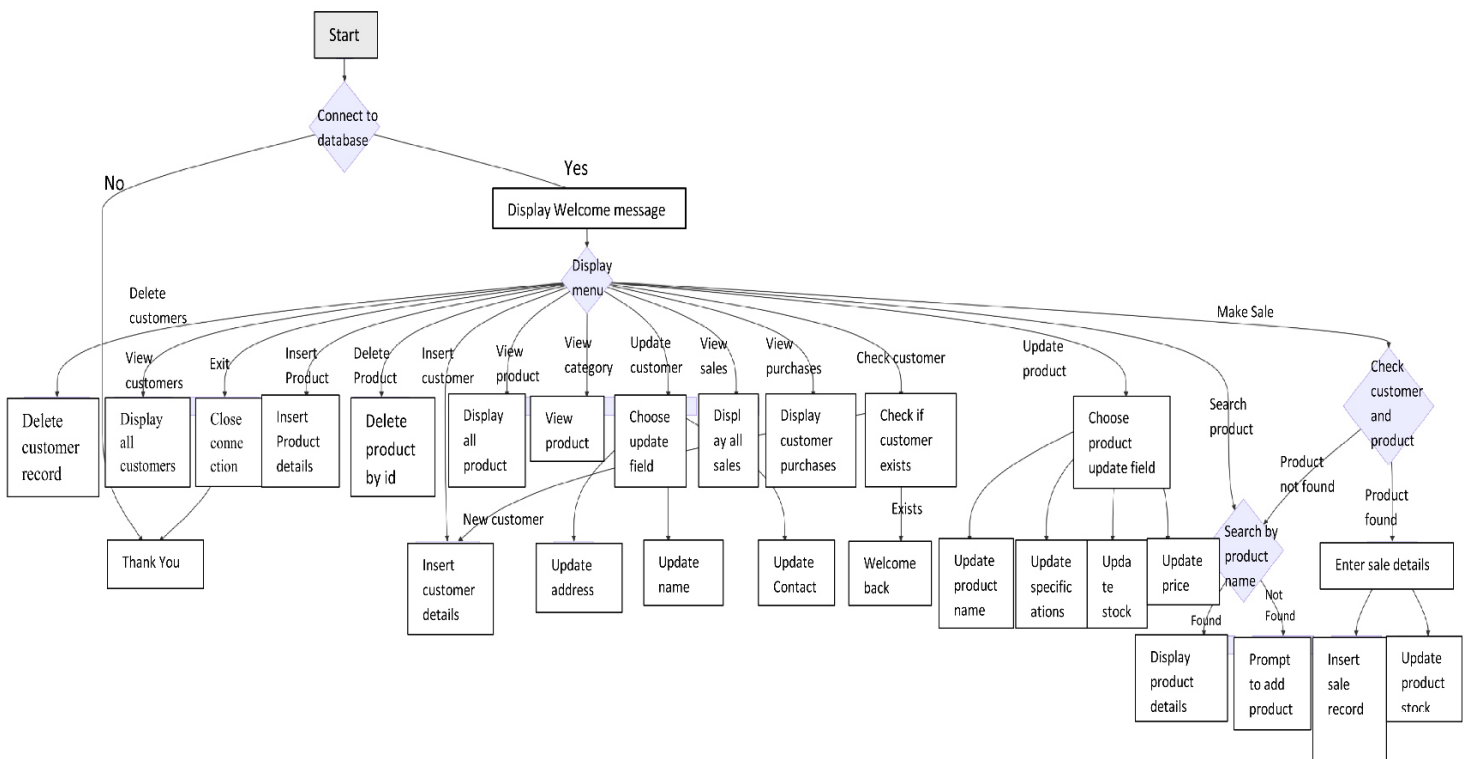 Start
Connect to
database
No
Yes
Display Welcome message
Display
menu
Delete
customers
View
customers
Exit
Insert
Product
Delete
Product
Insert
customer
View
product
View
category
Update
customer
View
sales
View
purchases
Check customer
Update
product
Search
product
Make Sale
Check
customer
and
product
Delete
customer
record
Display
all
customers
Close
conne
ction
Insert
Product
details
Delete
product
by id
Display
all
product
View
product
Choose
update
field
Displ
ay all
sales
Display
customer
purchases
Check if
customer
exists
Choose
product
update field
Product
not found
Product
found
New customer
Exists
Thank You
Insert
customer
details
Update
address
Update
name
Update
Contact
Welcome
back
Update
product
name
Update
specific
ations
Upda
te
stock
Update
price
Search by
product
name
Enter sale details
Found
Not
Found
Display
product
details
Prompt
to add
product
Insert
sale
record
Update
product
stock